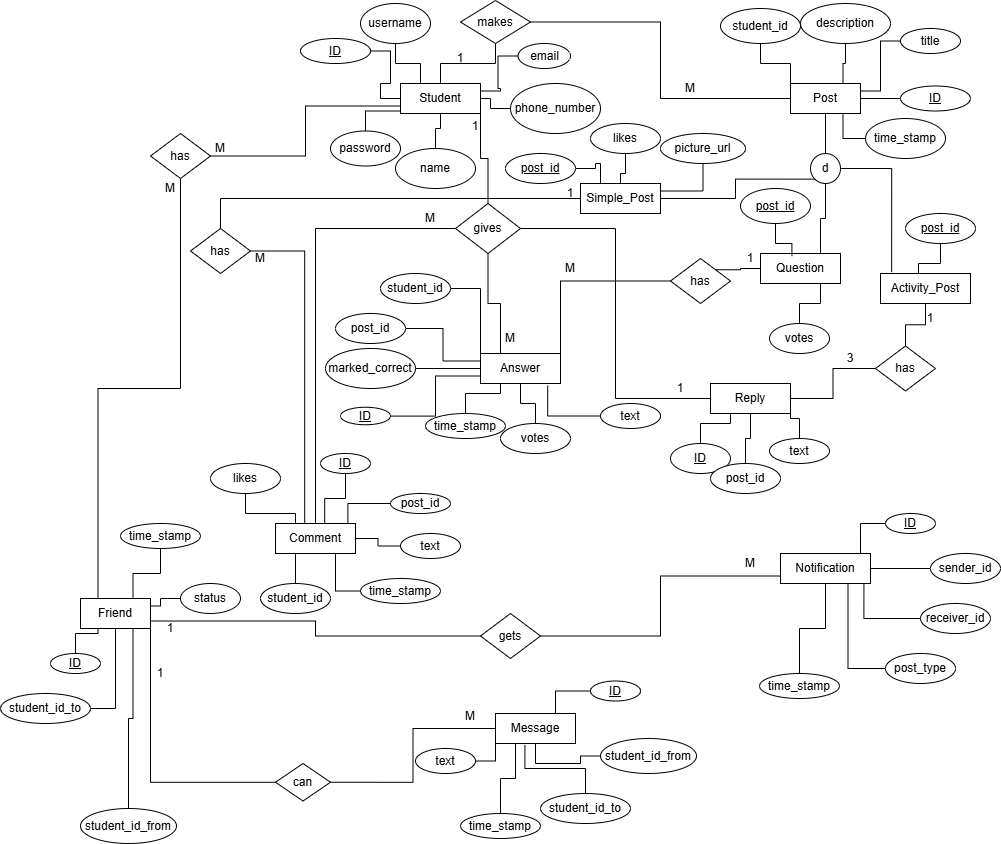 username
makes
student_id
description
title
ID
email
1
M
Student
Post
ID
phone_number
time_stamp
has
M
password
name
1
likes
picture_url
post_id
d
M
1
Simple_Post
post_id
M
gives
post_id
has
M
M
has
1
Question
student_id
Activity_Post
1
post_id
M
votes
marked_correct
Answer
3
has
1
Reply
ID
time_stamp
votes
text
ID
post_id
text
likes
ID
post_id
time_stamp
Comment
text
student_id
time_stamp
ID
M
Notification
sender_id
status
Friend
1
gets
receiver_id
ID
1
post_type
student_id_to
time_stamp
ID
M
Message
text
student_id_from
can
student_id_to
student_id_from
time_stamp